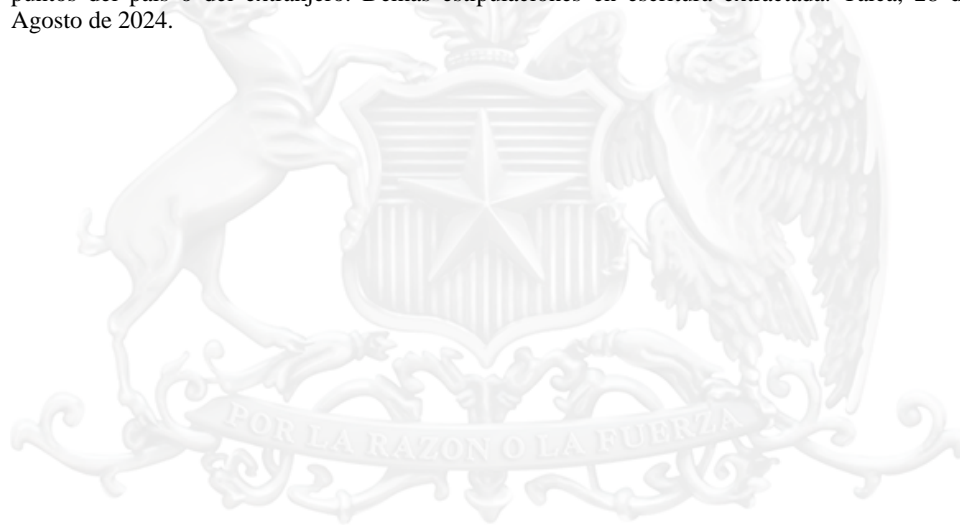 puntos del país o del extranjero. Demás estipulaciones en escritura extractada. Talca,
Agosto de 2024.
POR LA RAZON O LA FUERZA